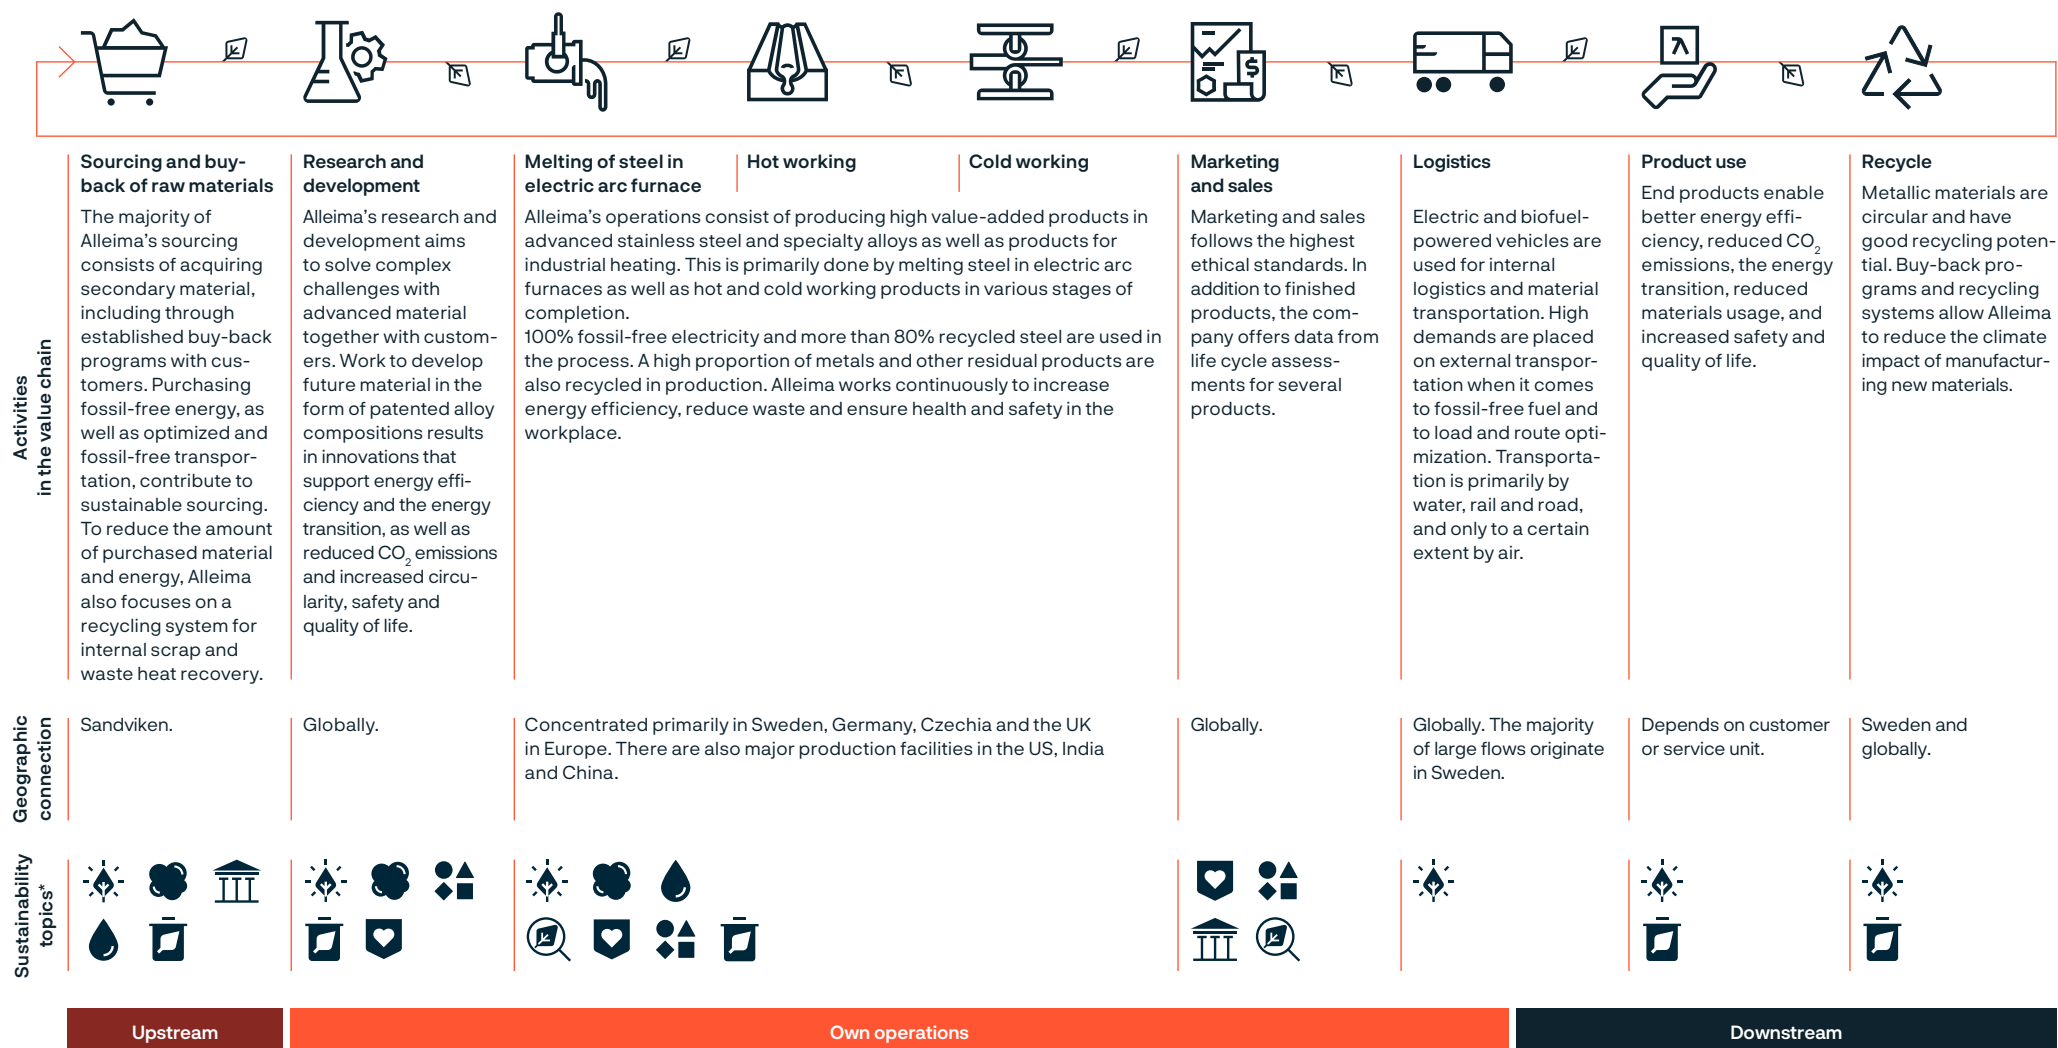 Activities
in the value chain
Sourcing and buy-
back of raw materials
The majority of
Alleima’s sourcing
consists of acquiring
secondary material,
including through
established buy-back
programs with cus-
tomers. Purchasing
fossil-free energy, as
well as optimized and
fossil-free transpor-
tation, contribute to
sustainable sourcing.
To reduce the amount
of purchased material
and energy, Alleima
also focuses on a
recycling system for
internal scrap and
waste heat recovery.
Research and
development
Alleima’s research and
development aims
to solve complex
challenges with
advanced material
together with custom-
ers. Work to develop
future material in the
form of patented alloy
compositions results
in innovations that
support energy effi-
ciency and the energy
transition, as well as
reduced CO2 emissions
and increased circu-
larity, safety and
quality of life.
Melting of steel in
electric arc furnace
Hot working
Cold working
Alleima’s operations consist of producing high value-added products in
advanced stainless steel and specialty alloys as well as products for
industrial heating. This is primarily done by melting steel in electric arc
furnaces as well as hot and cold working products in various stages of
completion.
100% fossil-free electricity and more than 80% recycled steel are used in
the process. A high proportion of metals and other residual products are
also recycled in production. Alleima works continuously to increase
energy efficiency, reduce waste and ensure health and safety in the
workplace.
Marketing
and sales
Marketing and sales
follows the highest
ethical standards. In
addition to finished
products, the com-
pany offers data from
life cycle assess-
ments for several
products.
Logistics
Electric and biofuel-
powered vehicles are
used for internal
logistics and material
transportation. High
demands are placed
on external transpor-
tation when it comes
to fossil-free fuel and
to load and route opti-
mization. Transporta-
tion is primarily by
water, rail and road,
and only to a certain
extent by air.
Product use
End products enable
better energy effi-
ciency, reduced CO2
emissions, the energy
transition, reduced
materials usage, and
increased safety and
quality of life.
Recycle
Metallic materials are
circular and have
good recycling poten-
tial. Buy-back pro-
grams and recycling
systems allow Alleima
to reduce the climate
impact of manufactur-
ing new materials.
Geographic
connection
Sandviken.
Globally.
Concentrated primarily in Sweden, Germany, Czechia and the UK
in Europe. There are also major production facilities in the US, India
and China.
Globally.
Globally. The majority
of large flows originate
in Sweden.
Depends on customer
or service unit.
Sweden and
globally.
Sustainability
topics*
Upstream
Own operations
Downstream